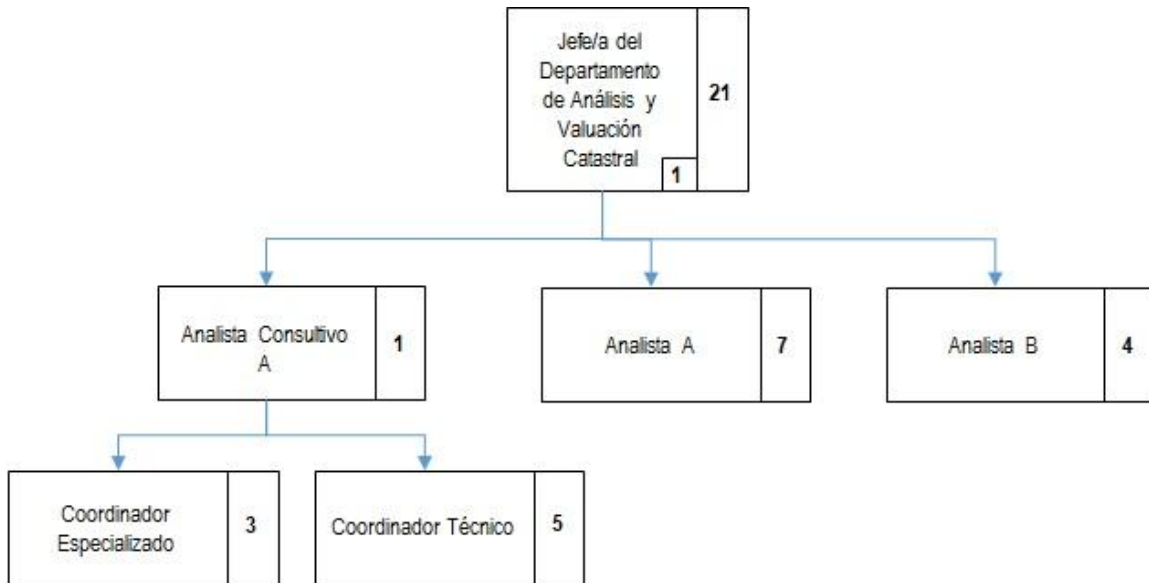 Jefe/a del
Departamento
de Análisis y
Valuación
Catastral
1
21
Analista Consultivo
A
1
Analista A
7
Analista B
4
Coordinador
Especializado
3
Coordinador Técnico
5